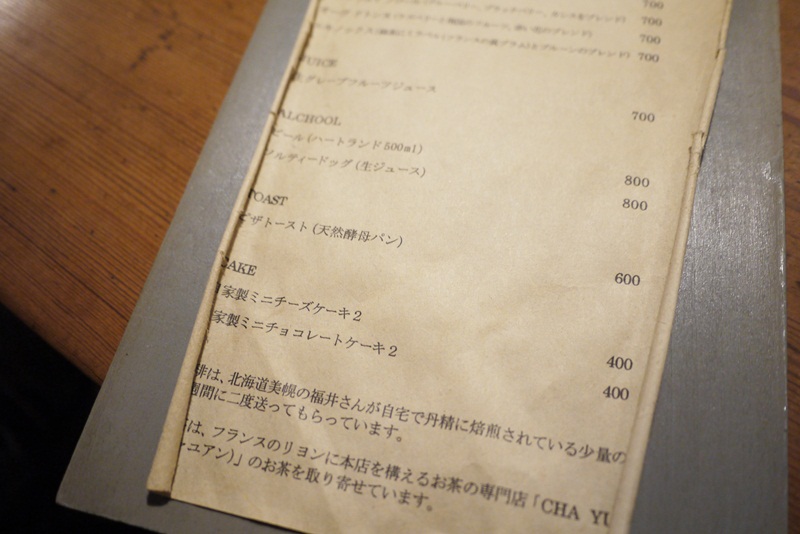 700
700
700
700
JUICE
グレープフルーツジュース 700
ALCHOOL
ビール(ハートランド500ml) 800
ソルティードッグ(生ジュース) 800
TOAST
ピザトースト(天然酵母パン) 600
CAKE
家製ミニチーズケーキ2 400
家製ミニチョコレートケーキ2 400
琲は、北海道美幌の福井さんが自宅で丹精に焙煎されている少量の
週間に二度送ってもらっています。
は、フランスのリヨンに本店を構えるお茶の専門店「CHA YU
ユアン)」のお茶を取り寄せています。